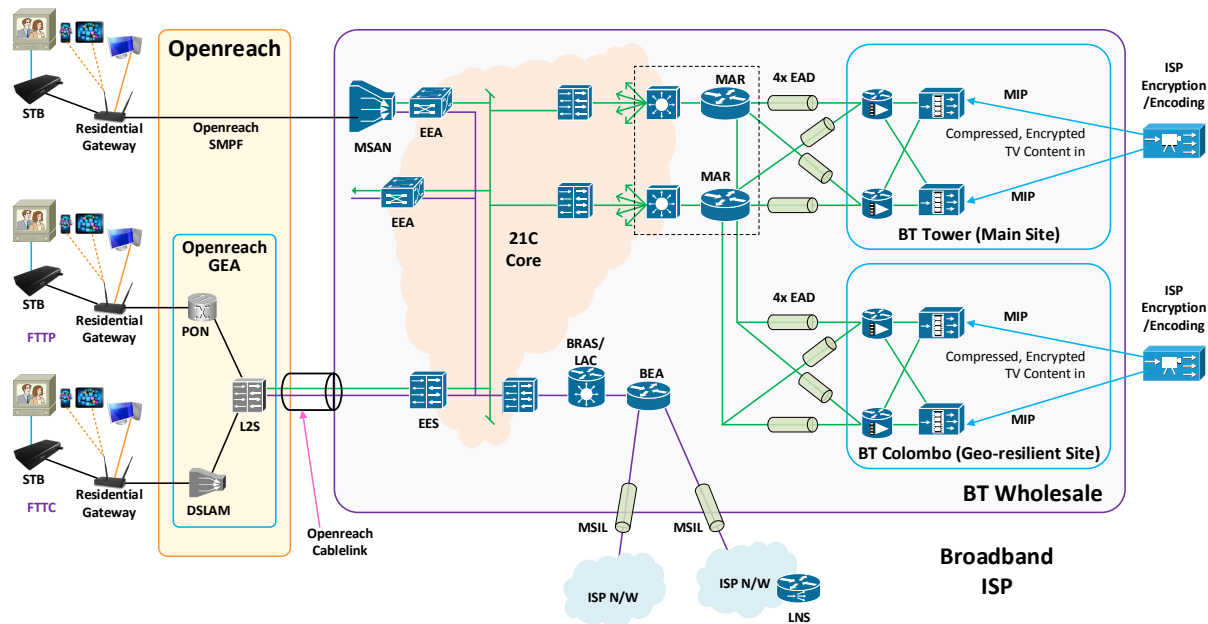 Openreach
STB
Residential
Gateway
Openreach
SMPF
MSAN
EEA
EEA
21C
Core
MAR
MAR
4x EAD
MIP
Compressed, Encrypted
TV Content in
MIP
BT Tower (Main Site)
ISP
Encryption
/Encoding
STB
Residential
Gateway
FTTP
Openreach
GEA
PON
L2S
DSLAM
STB
Residential
Gateway
FTTC
Openreach
Cablelink
EES
BRAS/
LAC
BEA
4x EAD
MIP
Compressed, Encrypted
TV Content in
MIP
BT Colombo (Geo-resilient Site)
ISP
Encryption
/Encoding
BT Wholesale
MSIL
MSIL
ISP N/W
ISP N/W
LNS
Broadband
ISP